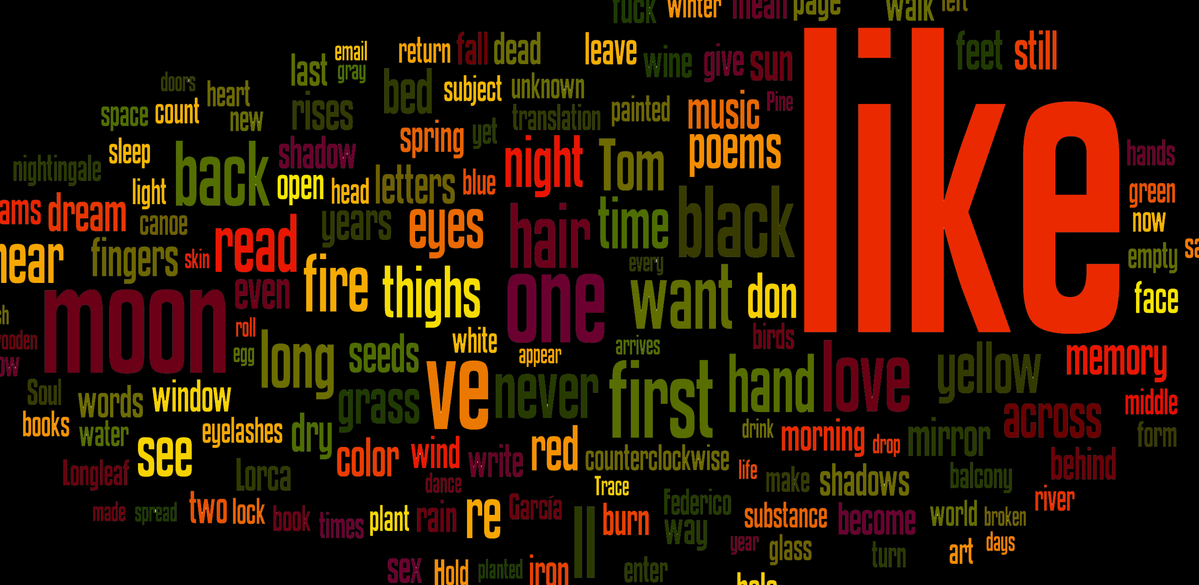 fuck winter mean page walk left
email return fall dead leave wine give sun feet still
last gray
doors heart bed subject unknown
space count new rises translation painted music Pine
like
sleep shadow spring yet night Tom poems hands
nightingale light back open head letters blue green
dream canoe years eyes hair time black now
fingers skin read every empty
moon even fire thighs one want don face
roll egg long seeds white appear arrives birds
Soul words window grass ve never first hand love yellow memory
books water see eyelashes dry drink morning drop mirror across middle form
Longleaf Lorca color wind write red counterclockwise life make shadows balcony behind
dance Trace
made spread two lock book times plant rain re García ll burn Federico way substance become world broken river
year glass turn art days
sex Hold planted iron enter